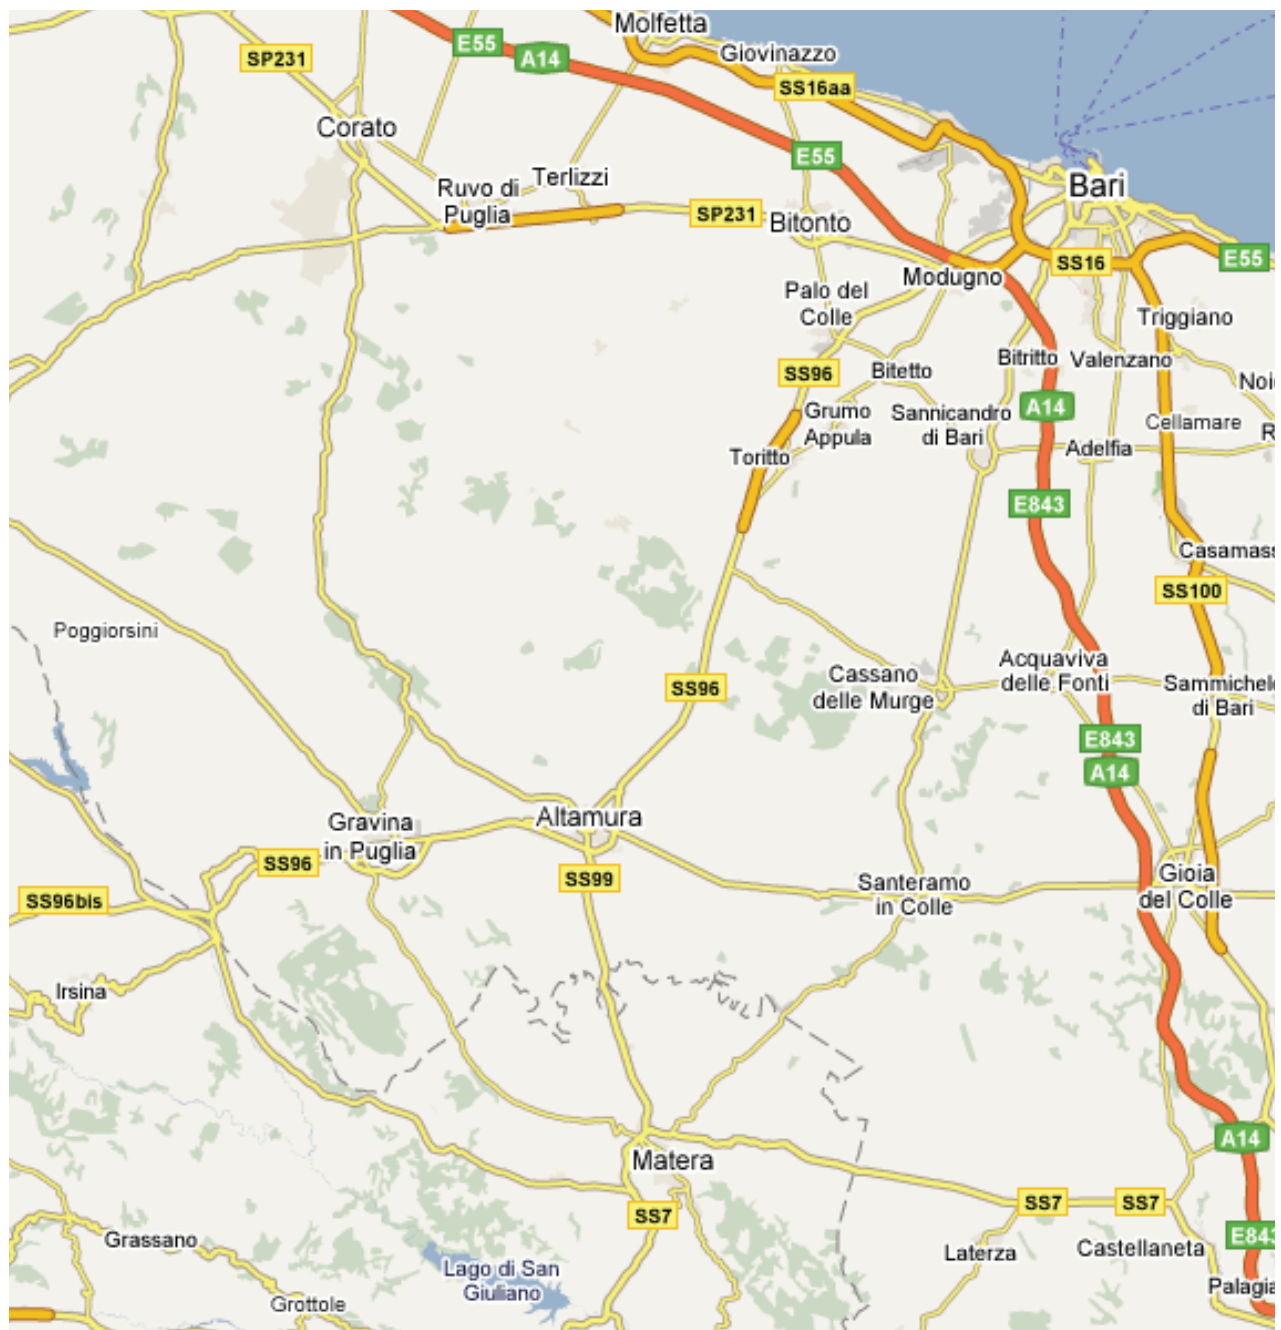 Molfetta
E55
A14
Giovinazzo
SP231
SS16aa
Corato
E55
Terlizzi
Ruvo di
Puglia
Bari
SP231
Bitonto
SS16
E55
Modugno
Palo del
Colle
Triggiano
Bitritto
Valenzano
SS96
Bitetto
Noi
A14
Grumo
Appula
Sannicandro
di Bari
Cellamare
R
Adelfia
Toritto
E843
Casamass
SS100
Poggiorsini
Acquaviva
delle Fonti
Cassano
delle Murge
SS96
Sammichele
di Bari
E843
A14
Altamura
Gravina
in Puglia
SS96
SS99
Santeramo
in Colle
Gioia
del Colle
SS96bis
Irsina
A14
Matera
SS7
SS7
SS7
E843
Grassano
Laterza
Castellaneta
Lago di San
Giuliano
Palagia
Grottole